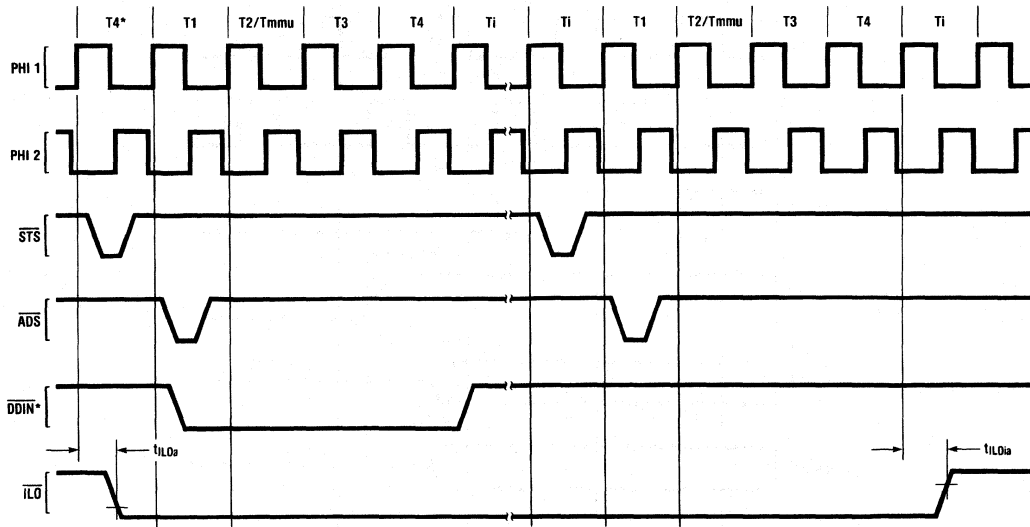 T4* T1 T2/Tmmu T3 T4 Ti Ti T1 T2/Tmmu T3 T4 Ti
PHI 1
PHI 2
STS
ADS
DDIN*
tILOa tILOia
ILO